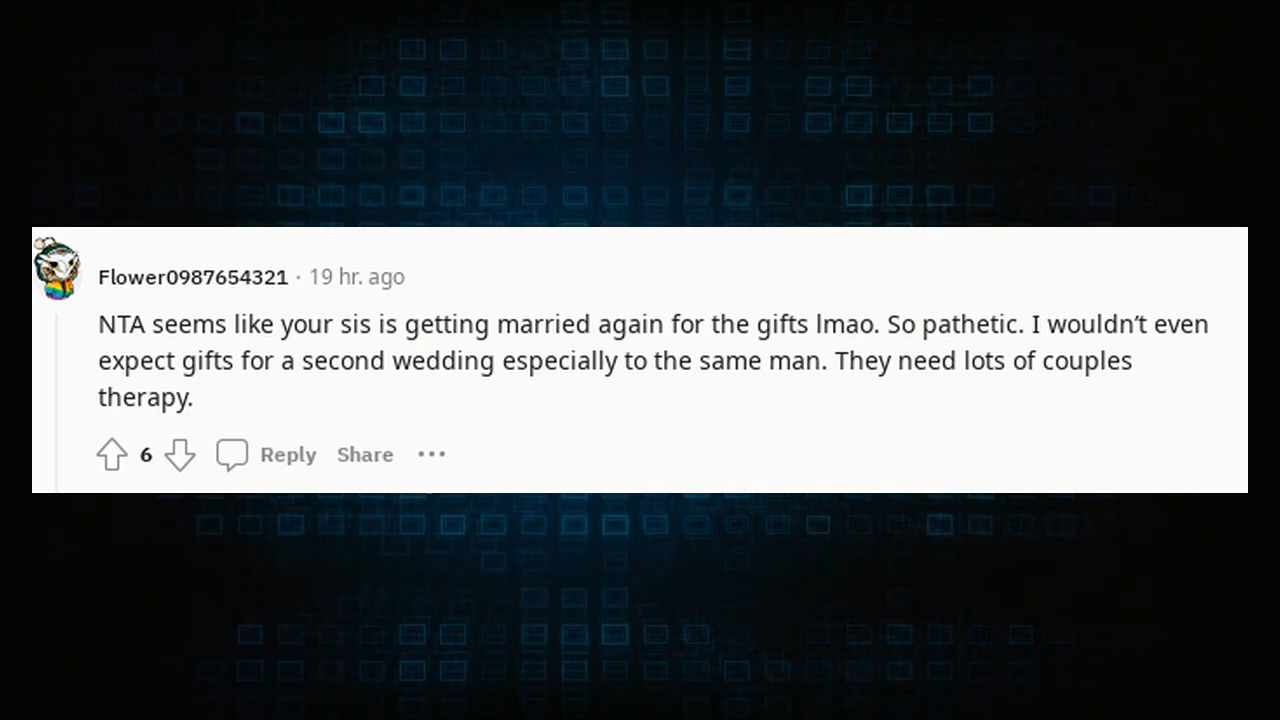 Flower0987654321 · 19 hr. ago
NTA seems like your sis is getting married again for the gifts lmao. So pathetic. I wouldn’t even
expect gifts for a second wedding especially to the same man. They need lots of couples
therapy.
6 Reply Share •••